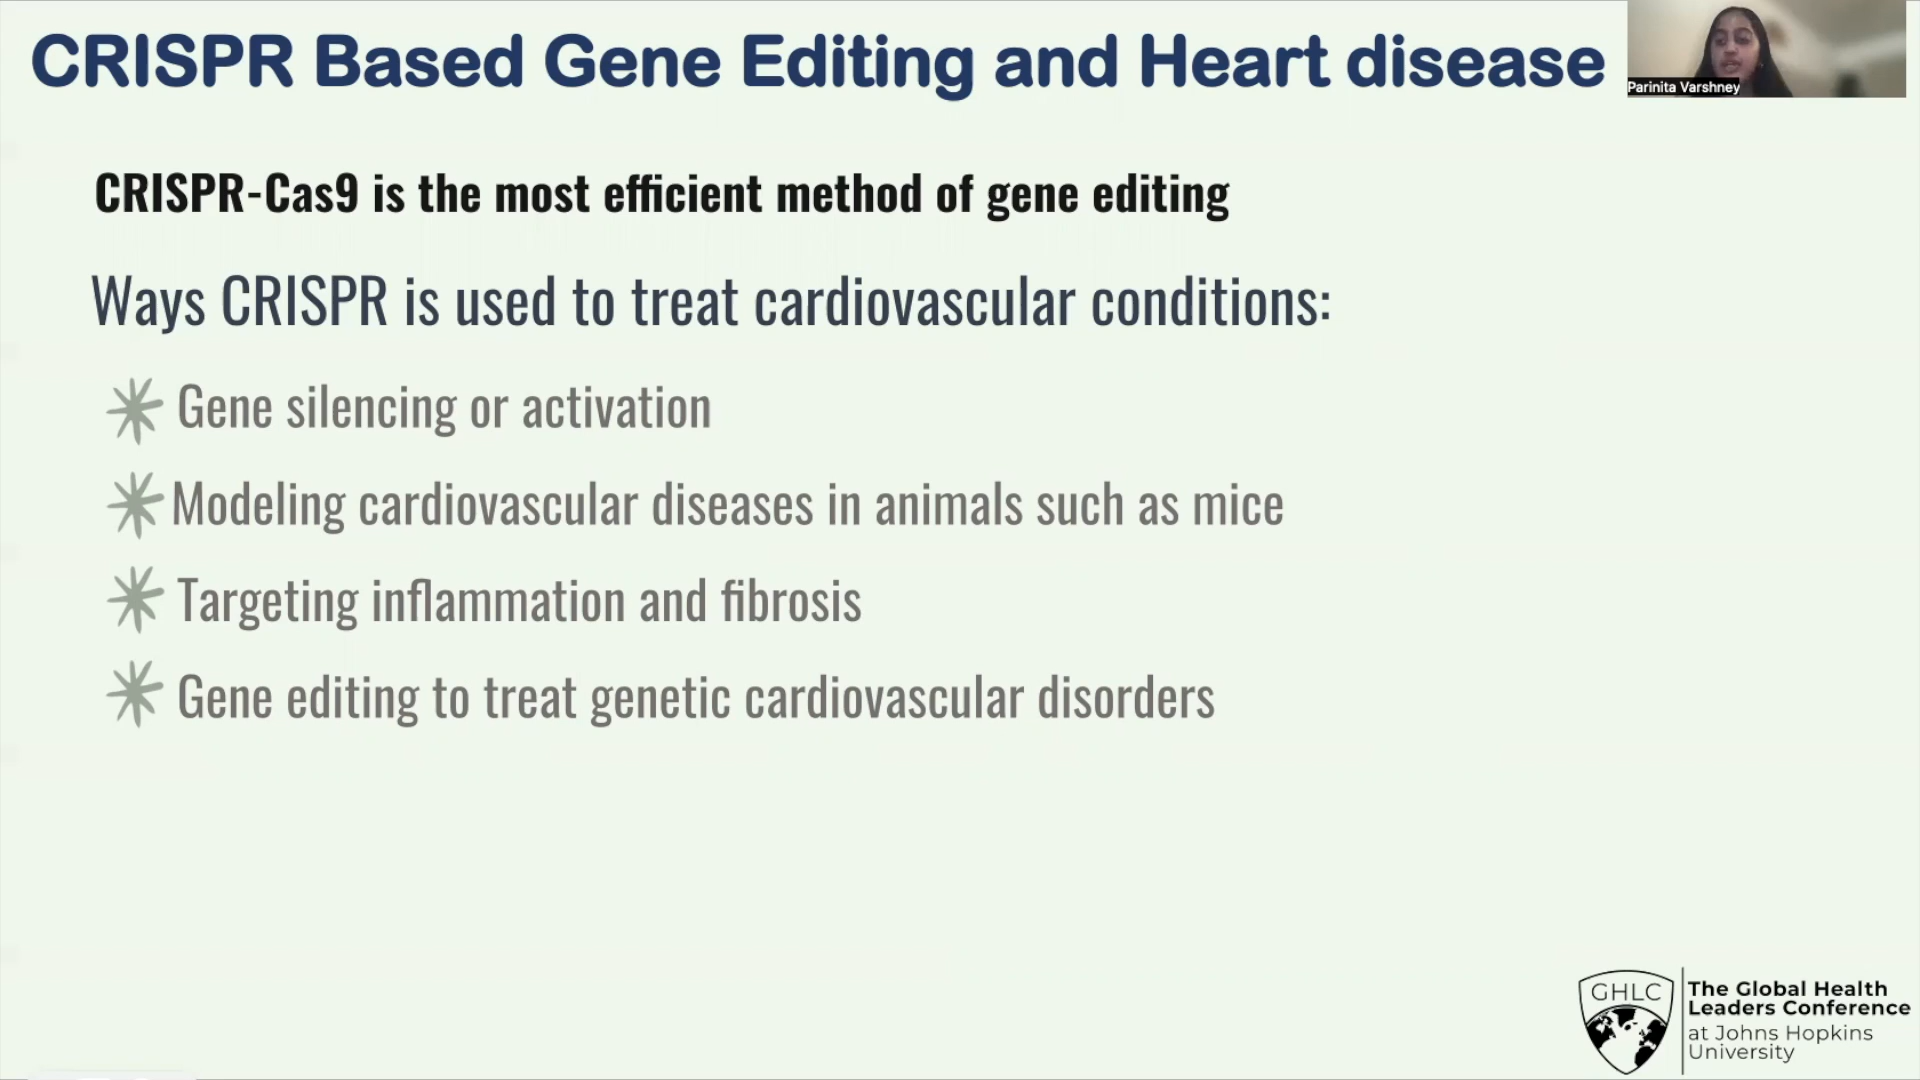 CRISPR Based Gene Editing and Heart disease
Parinita Varshney
CRISPR-Cas9 is the most efficient method of gene editing
Ways CRISPR is used to treat cardiovascular conditions:
Gene silencing or activation
Modeling cardiovascular diseases in animals such as mice
Targeting inflammation and fibrosis
Gene editing to treat genetic cardiovascular disorders
GHLC
The Global Health
Leaders Conference
at Johns Hopkins
University